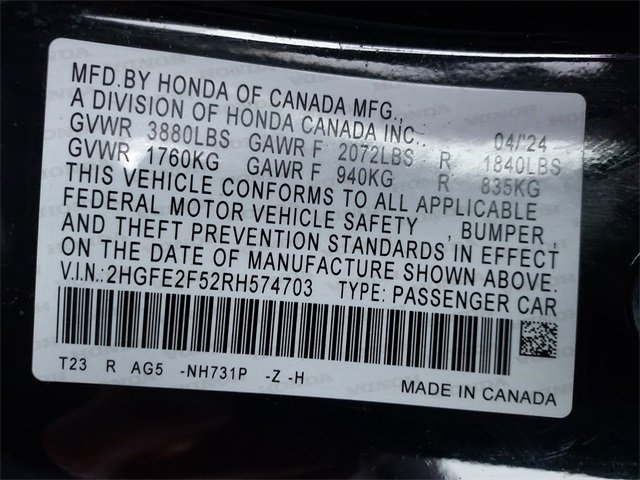 MFD.BY HONDA OF CANADA MFG.,
A DIVISION OF HONDA CANADA INC. 04/'24
GVWR 3880LBS GAWR F 2072LBS R 1840LBS
GVWR 1760KG GAWR F 940KG R 835KG
THIS VEHICLE CONFORMS TO ALL APPLICABLE
FEDERAL MOTOR VEHICLE SAFETY , BUMPER ,
AND THEFT PREVENTION STANDARDS IN EFFECT
ON THE DATE OF MANUFACTURE SHOWN ABOVE.
V.I.N.:2HGFE2F52RH574703 TYPE: PASSENGER CAR
T23 R AG5 -NH731P -Z -H
MADE IN CANADA